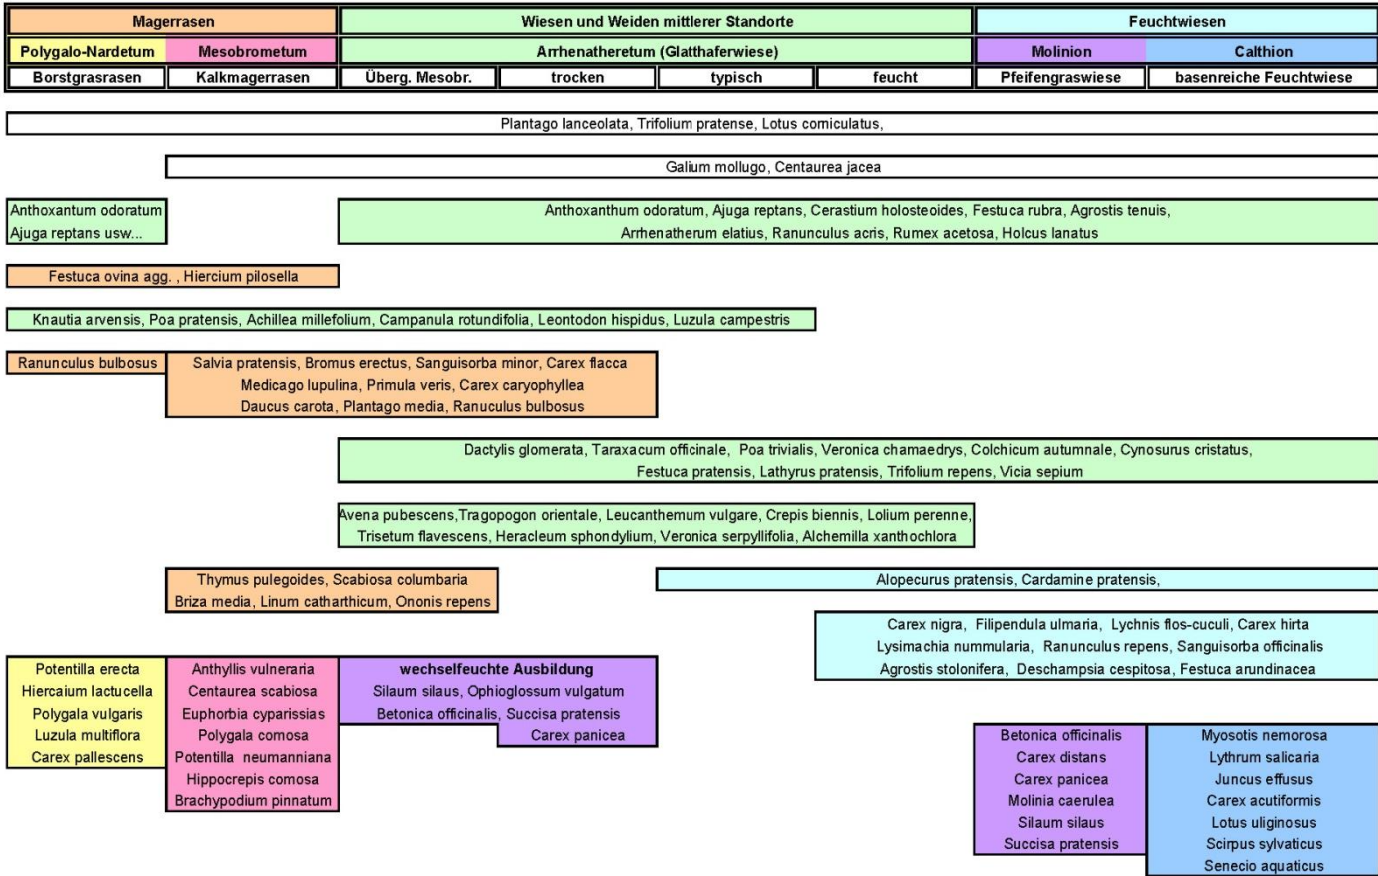 Magerrasen Wiesen und Weiden mittlerer Standorte Feuchtwiesen
Polygalo-Nardetum Mesobrometum Arrhenatheretum (Glatthaferwiese) Molinion Calthion
Borstgrasrasen Kalkmagerrasen Überg. Mesobr. trocken typisch feucht Pfeifengraswiese basenreiche Feuchtwiese
Plantago lanceolata, Trifolium pratense, Lotus corniculatus,
Galium mollugo, Centaurea jacea
Anthoxantum odoratum
Ajuga reptans usw...
Anthoxanthum odoratum, Ajuga reptans, Cerastium holosteoides, Festuca rubra, Agrostis tenuis,
Arrhenatherum elatius, Ranunculus acris, Rumex acetosa, Holcus lanatus
Festuca ovina agg. , Hiercium pilosella
Knautia arvensis, Poa pratensis, Achillea millefolium, Campanula rotundifolia, Leontodon hispidus, Luzula campestris
Ranunculus bulbosus
Salvia pratensis, Bromus erectus, Sanguisorba minor, Carex flacca
Medicago lupulina, Primula veris, Carex caryophyllea
Daucus carota, Plantago media, Ranuculus bulbosus
Dactylis glomerata, Taraxacum officinale, Poa trivialis, Veronica chamaedrys, Colchicum autumnale, Cynosurus cristatus,
Festuca pratensis, Lathyrus pratensis, Trifolium repens, Vicia sepium
Avena pubescens,Tragopogon orientale, Leucanthemum vulgare, Crepis biennis, Lolium perenne,
Trisetum flavescens, Heracleum sphondylium, Veronica serpyllifolia, Alchemilla xanthochlora
Thymus pulegoides, Scabiosa columbaria
Briza media, Linum catharthicum, Ononis repens
Alopecurus pratensis, Cardamine pratensis,
Carex nigra, Filipendula ulmaria, Lychnis flos-cuculi, Carex hirta
Lysimachia nummularia, Ranunculus repens, Sanguisorba officinalis
Agrostis stolonifera, Deschampsia cespitosa, Festuca arundinacea
Potentilla erecta
Hiercaium lactucella
Polygala vulgaris
Luzula multiflora
Carex pallescens
Anthyllis vulneraria
Centaurea scabiosa
Euphorbia cyparissias
Polygala comosa
Potentilla neumanniana
Hippocrepis comosa
Brachypodium pinnatum
wechselfeuchte Ausbildung
Silaum silaus, Ophioglossum vulgatum
Betonica officinalis, Succisa pratensis
Carex panicea
Betonica officinalis
Carex distans
Carex panicea
Molinia caerulea
Silaum silaus
Succisa pratensis
Myosotis nemorosa
Lythrum salicaria
Juncus effusus
Carex acutiformis
Lotus uliginosus
Scirpus sylvaticus
Senecio aquaticus